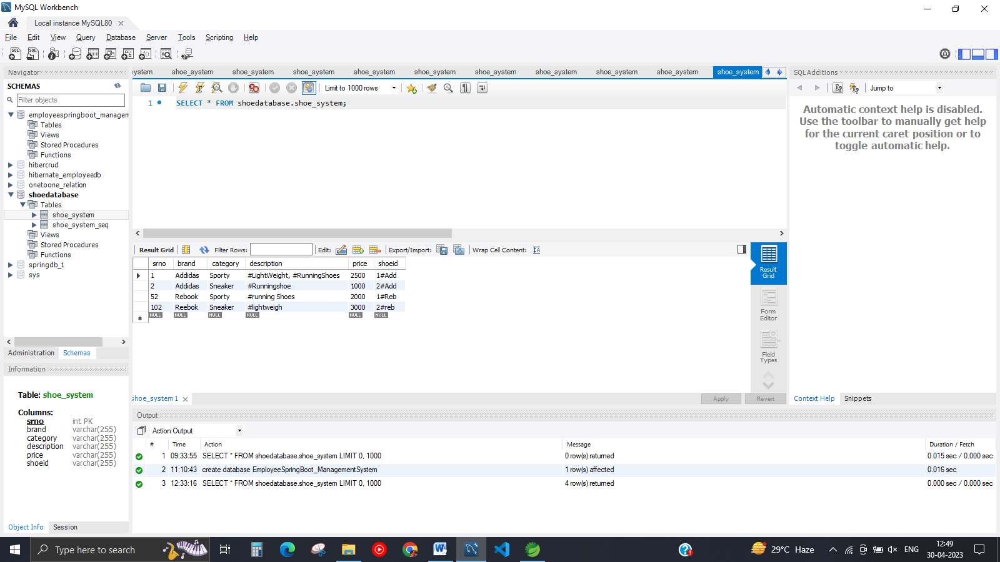 MySQL Workbench
Local instance MySQL80
File Edit View Query Database Server Tools Scripting Help
Navigator
SCHEMAS
Filter objects
employeespringboot_managem
Tables
Views
Stored Procedures
Functions
hibercrud
hibernate_employeedb
onetoone_relation
shoedatabase
Tables
shoe_system
shoe_system_seq
Views
Stored Procedures
Functions
springdb_1
sys
Administration Schemas
Information
Table: shoe_system
Columns:
srno int PK
brand varchar(255)
category varchar(255)
description varchar(255)
price varchar(255)
shoeid varchar(255)
Object Info Session
system shoe_system shoe_system shoe_system shoe_system shoe_system shoe_system shoe_system shoe_system shoe_system shoe_system
Limit to 1000 rows
1 SELECT * FROM shoedatabase.shoe_system;
Result Grid Filter Rows: Edit: Export/Import: Wrap Cell Content:
srno brand category description price shoeid
1 Addidas Sporty #LightWeight, #RunningShoes 2500 1#Add
2 Addidas Sneaker #Runningshoe 1000 2#Add
52 Rebook Sporty #running Shoes 2000 1#Reb
102 Reebok Sneaker #lightweigh 3000 2#reb
NULL NULL NULL NULL NULL NULL
Result
Grid
Form
Editor
Field
Types
shoe_system 1
Apply Revert
SQLAdditions
Jump to
Automatic context help is disabled.
Use the toolbar to manually get help
for the current caret position or to
toggle automatic help.
Context Help Snippets
Output
Action Output
# Time Action Message Duration / Fetch
1 09:33:55 SELECT * FROM shoedatabase.shoe_system LIMIT 0, 1000 0 row(s) returned 0.015 sec / 0.000 sec
2 11:10:43 create database EmployeeSpringBoot_ManagementSystem 1 row(s) affected 0.016 sec
3 12:33:16 SELECT * FROM shoedatabase.shoe_system LIMIT 0, 1000 4 row(s) returned 0.000 sec / 0.000 sec
Type here to search
29°C Haze
ENG
12:49
30-04-2023